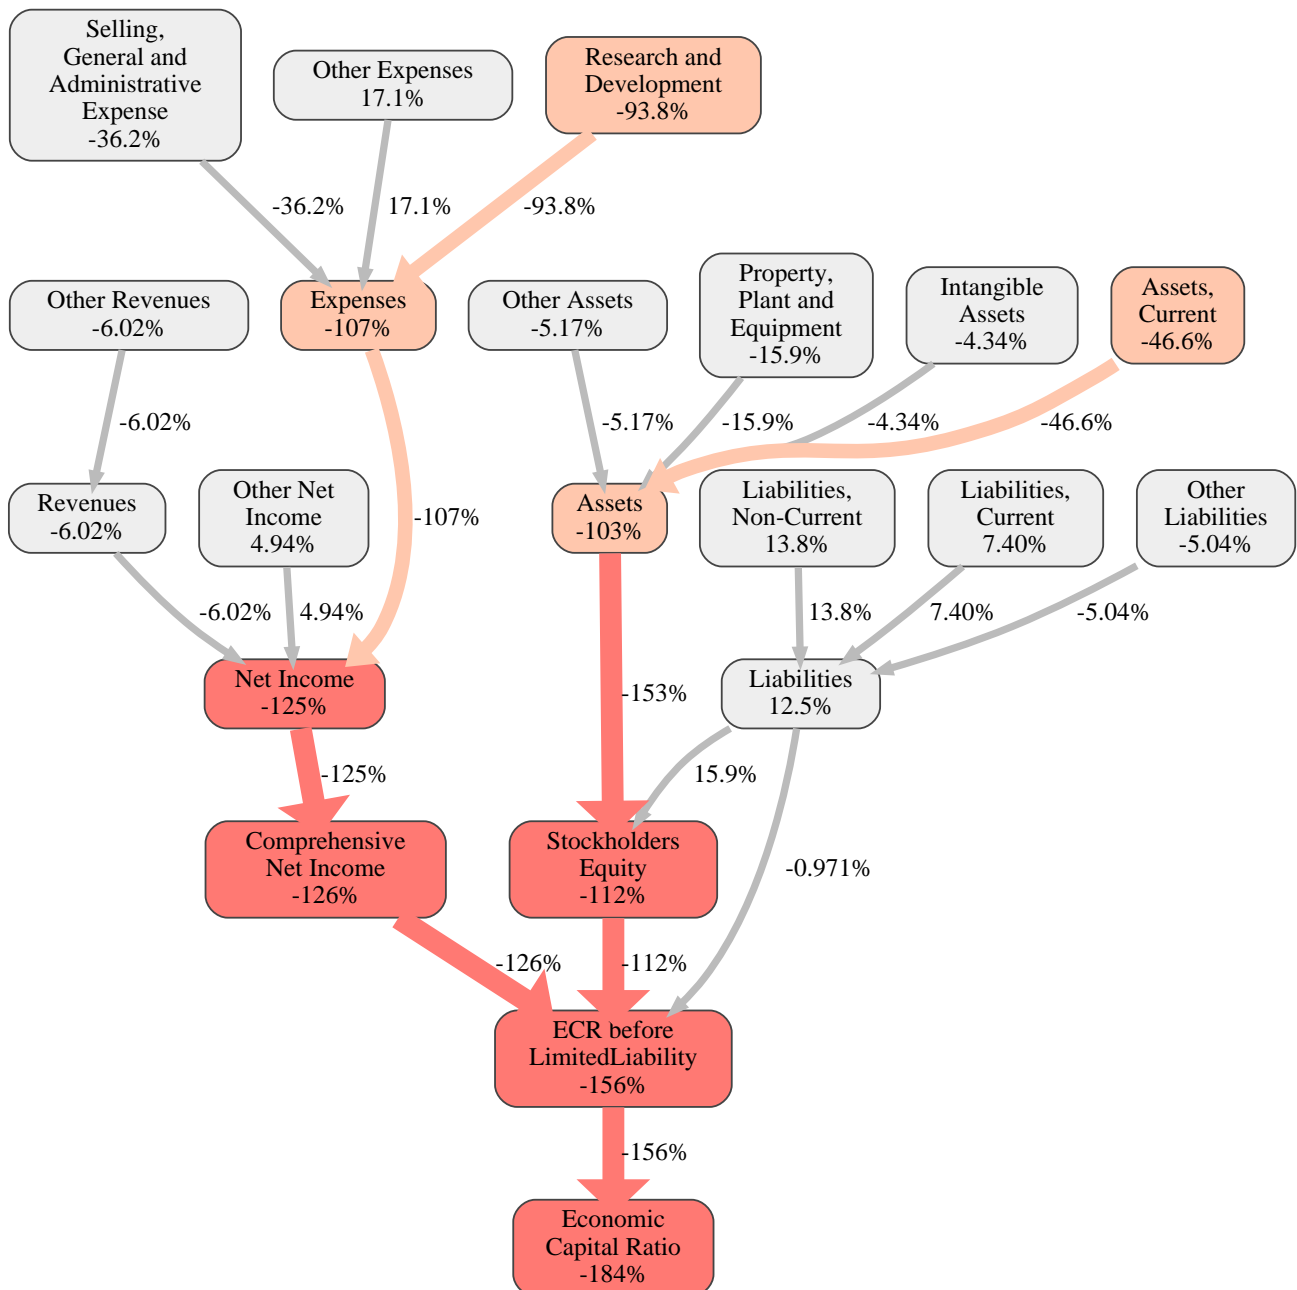 Selling,
General and
Administrative
Expense
-36.2%
Other Expenses
17.1%
Research and
Development
-93.8%
-36.2%
17.1%
-93.8%
Other Revenues
-6.02%
Expenses
-107%
Other Assets
-5.17%
Property,
Plant and
Equipment
-15.9%
Intangible
Assets
-4.34%
Assets,
Current
-46.6%
-6.02%
-5.17%
-15.9%
-4.34%
-46.6%
Revenues
-6.02%
Other Net
Income
4.94%
-107%
Assets
-103%
Liabilities,
Non-Current
13.8%
Liabilities,
Current
7.40%
Other
Liabilities
-5.04%
-6.02%
4.94%
13.8%
7.40%
-5.04%
Net Income
-125%
-153%
Liabilities
12.5%
-125%
15.9%
Comprehensive
Net Income
-126%
Stockholders
Equity
-112%
-0.971%
-126%
-112%
ECR before
LimitedLiability
-156%
-156%
Economic
Capital Ratio
-184%